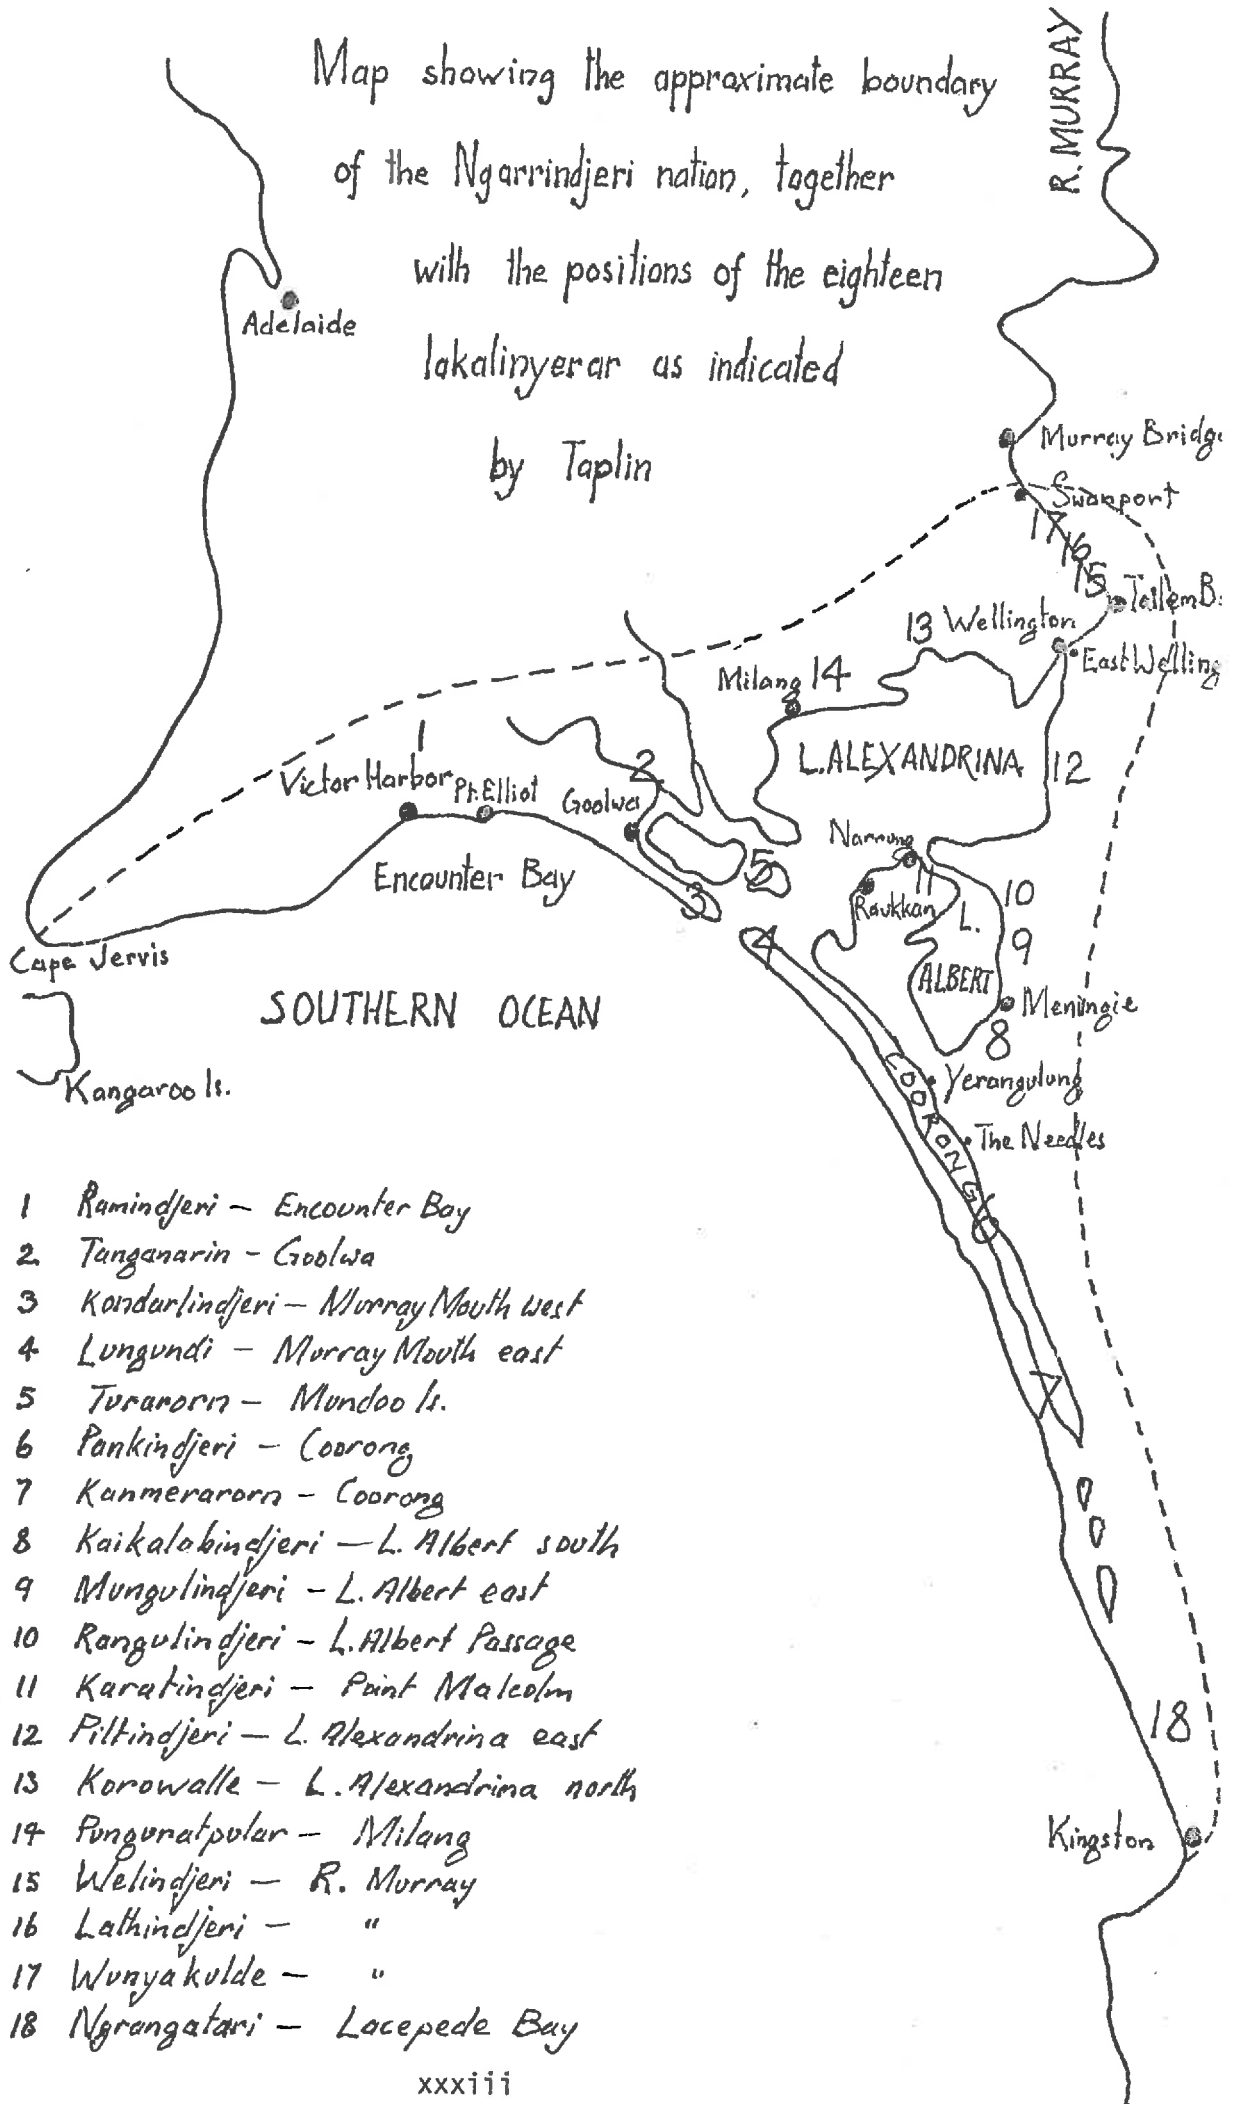 Map showing the approximate boundary
of the Ngarrindjeri nation, together
with the positions of the eighteen
lakalinyerar as indicated
by Taplin
R. MURRAY
Adelaide
Murray Bridge
Swanport
17
16
15
Tailem B.
13 Wellington
East Welling
Milang 14
L. ALEXANDRINA
12
1
Victor Harbor
Pt. Elliot
Goolwa
2
Encounter Bay
3
5
4
Narrung
11
Raukkan
L.
ALBERT
10
9
Meningie
8
Cape Jervis
SOUTHERN OCEAN
Kangaroo Is.
COORONG
Yerangulung
The Needles
6
7
18
Kingston
1 Ramindjeri – Encounter Bay
2 Tanganarin – Goolwa
3 Kondarlindjeri – Murray Mouth west
4 Lungundi – Murray Mouth east
5 Turarorn – Mundoo Is.
6 Pankindjeri – Coorong
7 Kanmerarorn – Coorong
8 Kaikalabindjeri – L. Albert south
9 Mungulindjeri – L. Albert east
10 Rangulindjeri – L. Albert Passage
11 Karatindjeri – Point Malcolm
12 Piltindjeri – L. Alexandrina east
13 Korowalle – L. Alexandrina north
14 Punguratpular – Milang
15 Welindjeri – R. Murray
16 Lathindjeri – "
17 Wunyakulde – "
18 Ngrangatari – Lacepede Bay
xxxiii